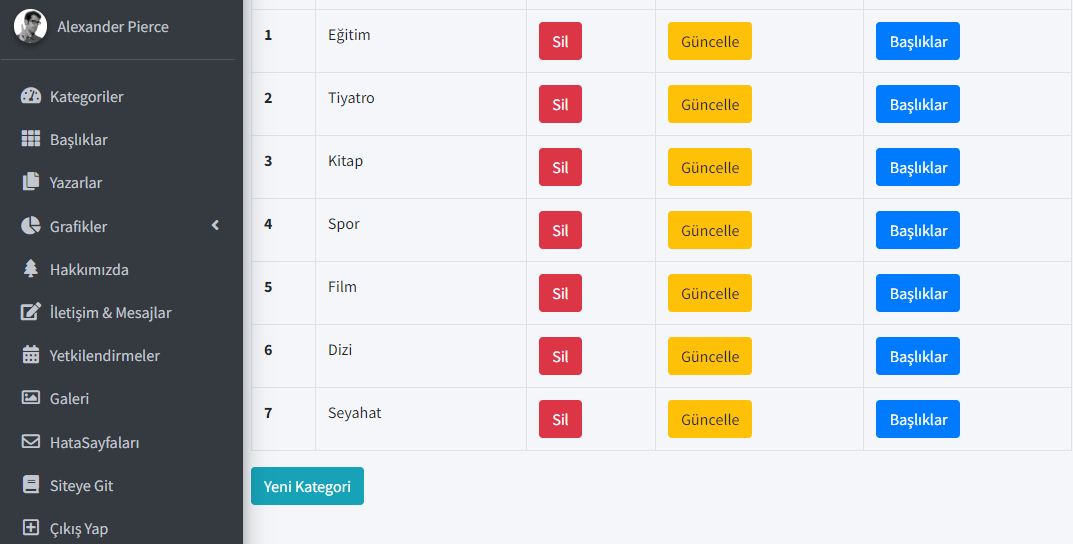 Alexander Pierce
Kategoriler
Başlıklar
Yazarlar
Grafikler
Hakkımızda
İletişim & Mesajlar
Yetkilendirmeler
Galeri
HataSayfaları
Siteye Git
Çıkış Yap
1 Eğitim Sil Güncelle Başlıklar
2 Tiyatro Sil Güncelle Başlıklar
3 Kitap Sil Güncelle Başlıklar
4 Spor Sil Güncelle Başlıklar
5 Film Sil Güncelle Başlıklar
6 Dizi Sil Güncelle Başlıklar
7 Seyahat Sil Güncelle Başlıklar
Yeni Kategori